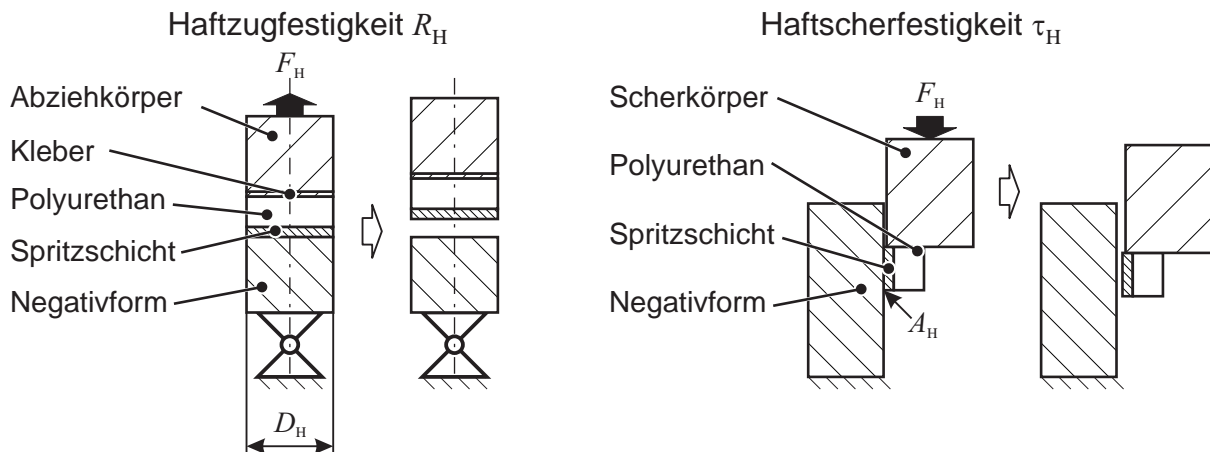 Haftzugfestigkeit R_H
F_H
Abziehkörper
Kleber
Polyurethan
Spritzschicht
Negativform
D_H
Haftscherfestigkeit τ_H
F_H
Scherkörper
Polyurethan
Spritzschicht
Negativform
A_H